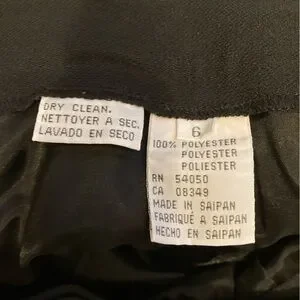 DRY CLEAN.
NETTOYER A SEC.
LAVADO EN SECO
6
100% POLYESTER
POLYESTER
POLIESTER
RN 54050
CA 08349
MADE IN SAIPAN
FABRIQUÉ A SAIPAN
HECHO EN SAIPAN